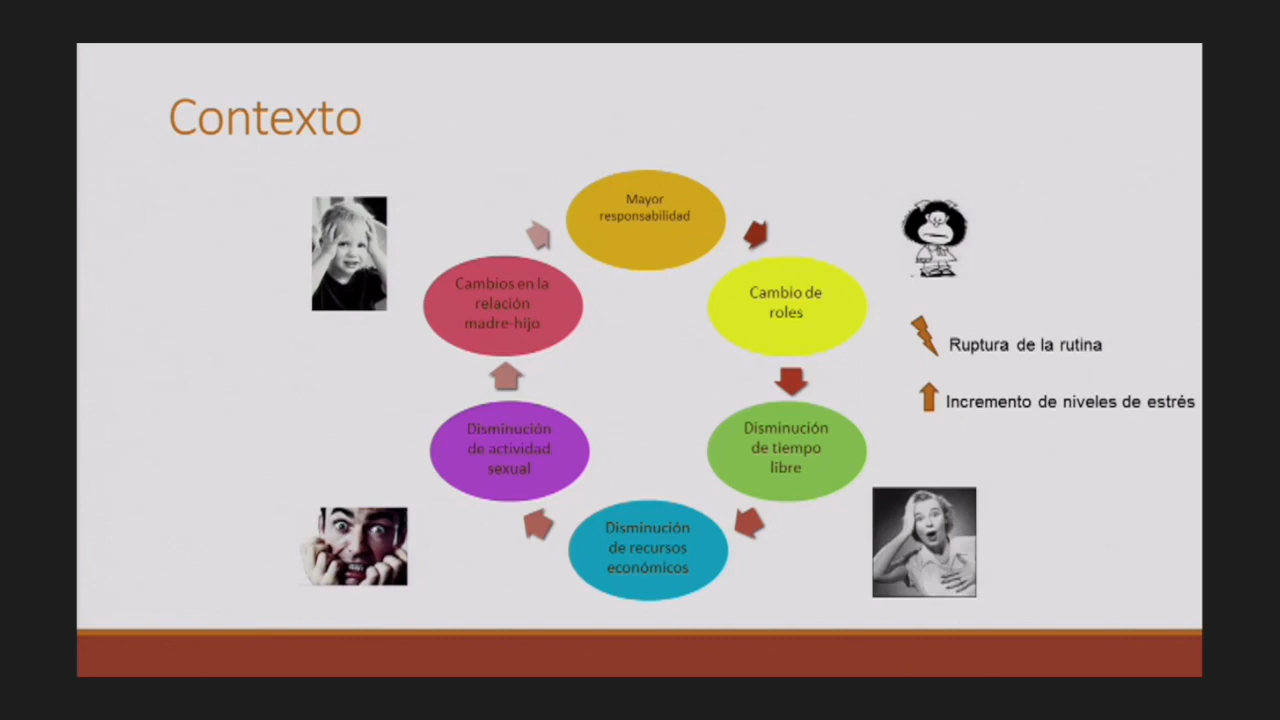 Contexto
Mayor
responsabilidad
Cambio de
roles
Disminución
de tiempo
libre
Disminución
de recursos
económicos
Disminución
de actividad
sexual
Cambios en la
relación
madre-hijo
Ruptura de la rutina
Incremento de niveles de estrés